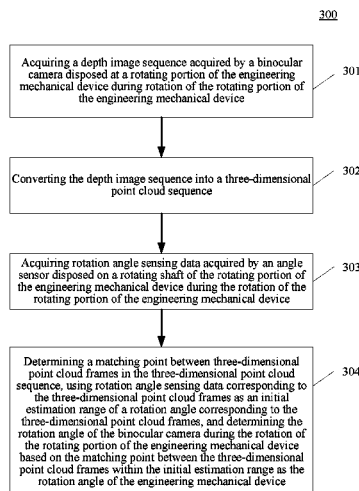 300
Acquiring a depth image sequence acquired by a binocular
camera disposed at a rotating portion of the engineering
mechanical device during rotation of the rotating portion of
the engineering mechanical device
301
Converting the depth image sequence into a three-dimensional
point cloud sequence
302
Acquiring rotation angle sensing data acquired by an angle
sensor disposed on a rotating shaft of the rotating portion of
the engineering mechanical device during the rotation of the
rotating portion of the engineering mechanical device
303
Determining a matching point between three-dimensional
point cloud frames in the three-dimensional point cloud
sequence, using rotation angle sensing data corresponding to
the three-dimensional point cloud frames as an initial
estimation range of a rotation angle corresponding to the
three-dimensional point cloud frames, and determining the
rotation angle of the binocular camera during the rotation of
the rotating portion of the engineering mechanical device
based on the matching point between the three-dimensional
point cloud frames within the initial estimation range as the
rotation angle of the engineering mechanical device
304